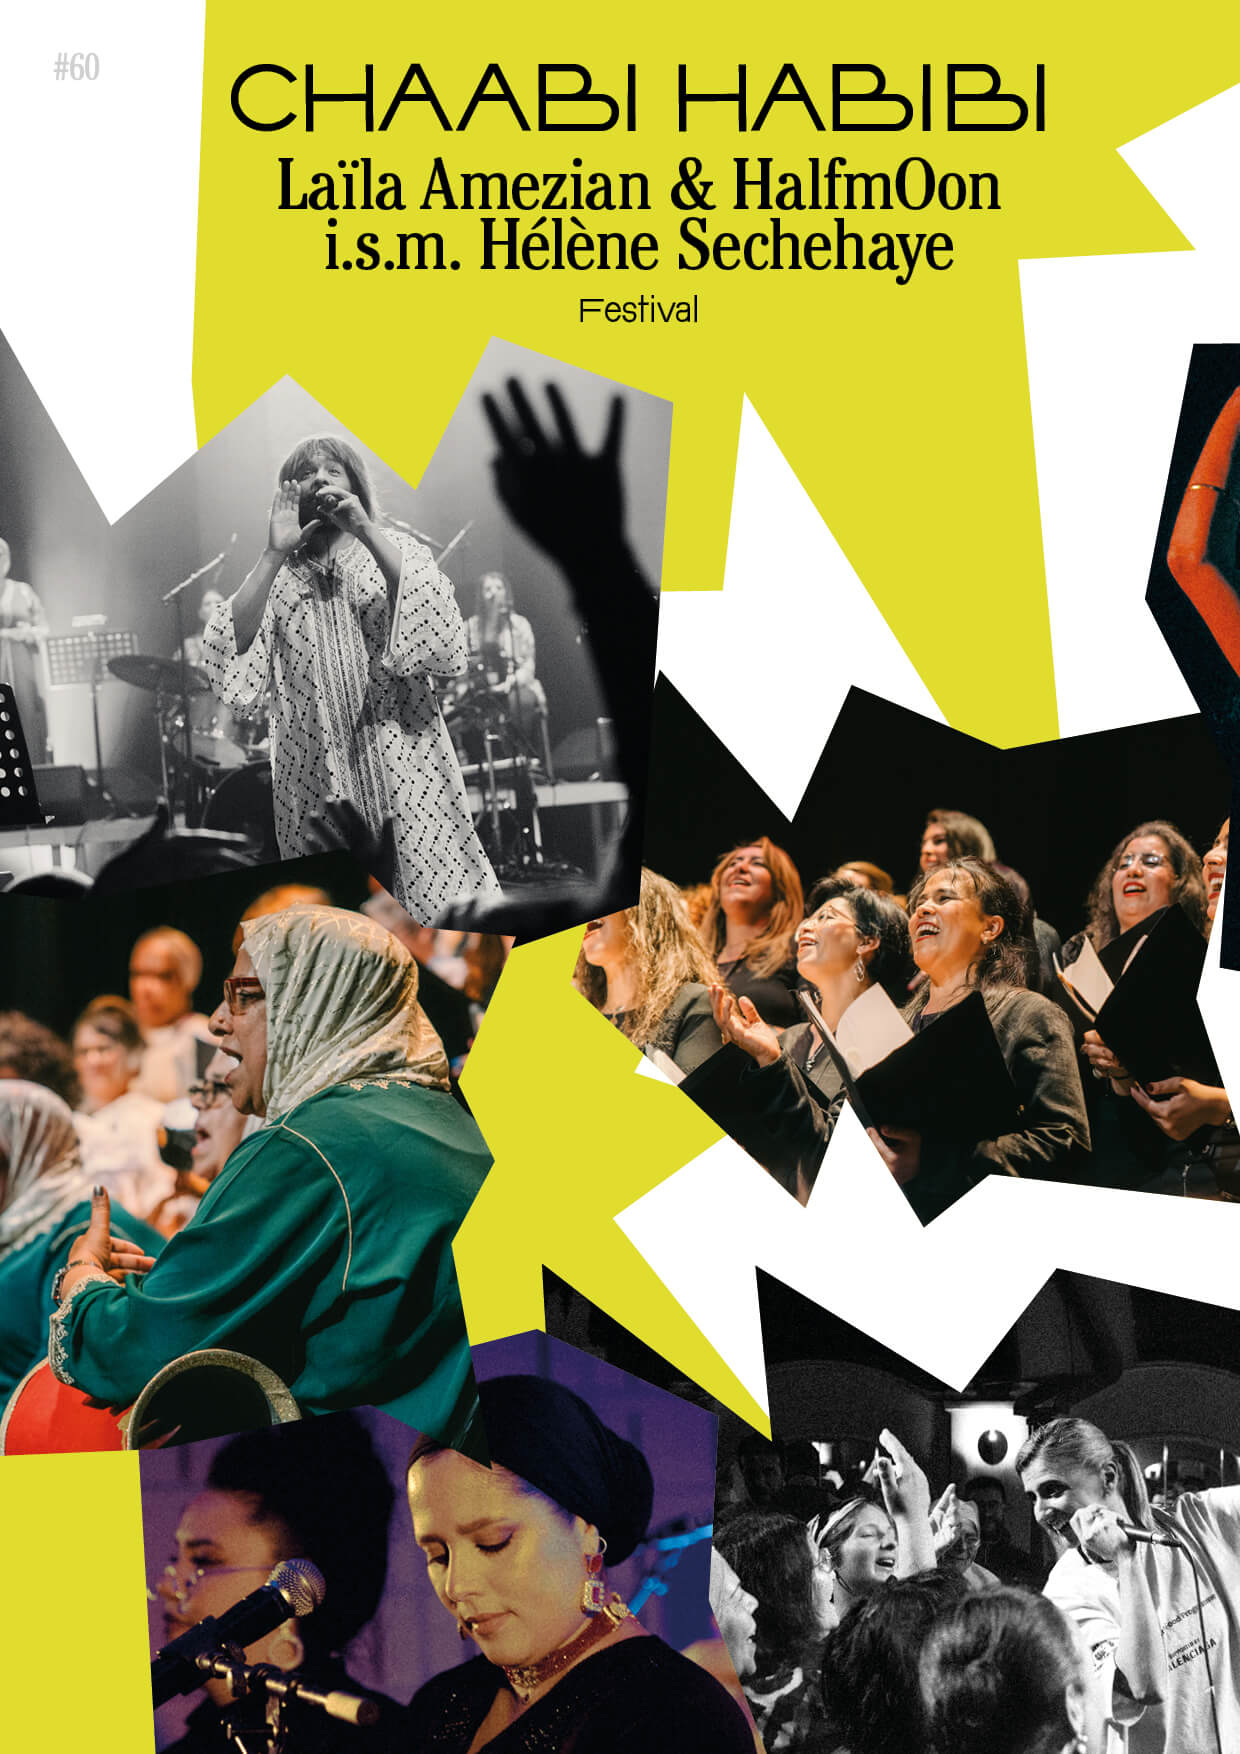 #60
CHAABI HABIBI
Laïla Amezian & HalfmOon
i.s.m. Hélène Sechehaye
Festival